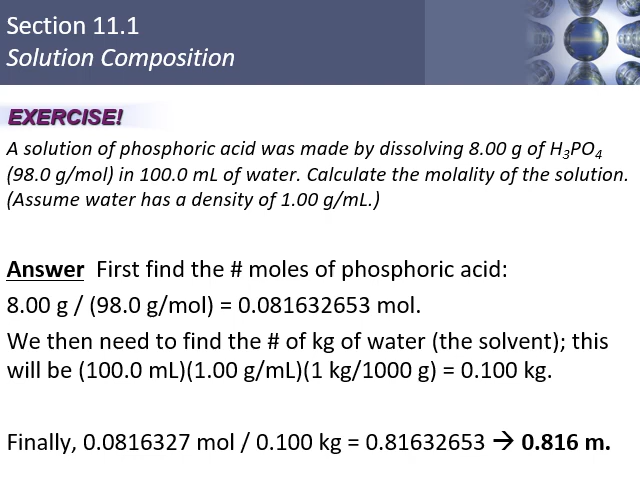 Section 11.1
Solution Composition
EXERCISE!
A solution of phosphoric acid was made by dissolving 8.00 g of H₃PO₄
(98.0 g/mol) in 100.0 mL of water. Calculate the molality of the solution.
(Assume water has a density of 1.00 g/mL.)
Answer First find the # moles of phosphoric acid:
8.00 g / (98.0 g/mol) = 0.081632653 mol.
We then need to find the # of kg of water (the solvent); this
will be (100.0 mL)(1.00 g/mL)(1 kg/1000 g) = 0.100 kg.
Finally, 0.0816327 mol / 0.100 kg = 0.81632653 → 0.816 m.